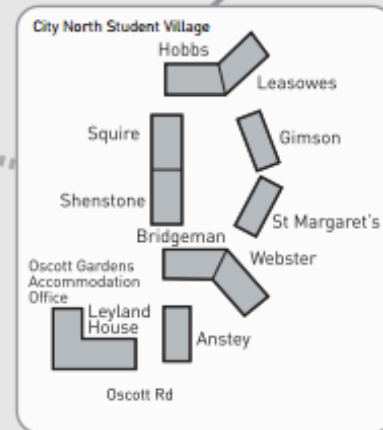 City North Student Village
Hobbs
Leasowes
Squire
Gimson
Shenstone
St Margaret's
Bridgeman
Webster
Oscott Gardens
Accommodation
Office
Leyland
House
Anstey
Oscott Rd